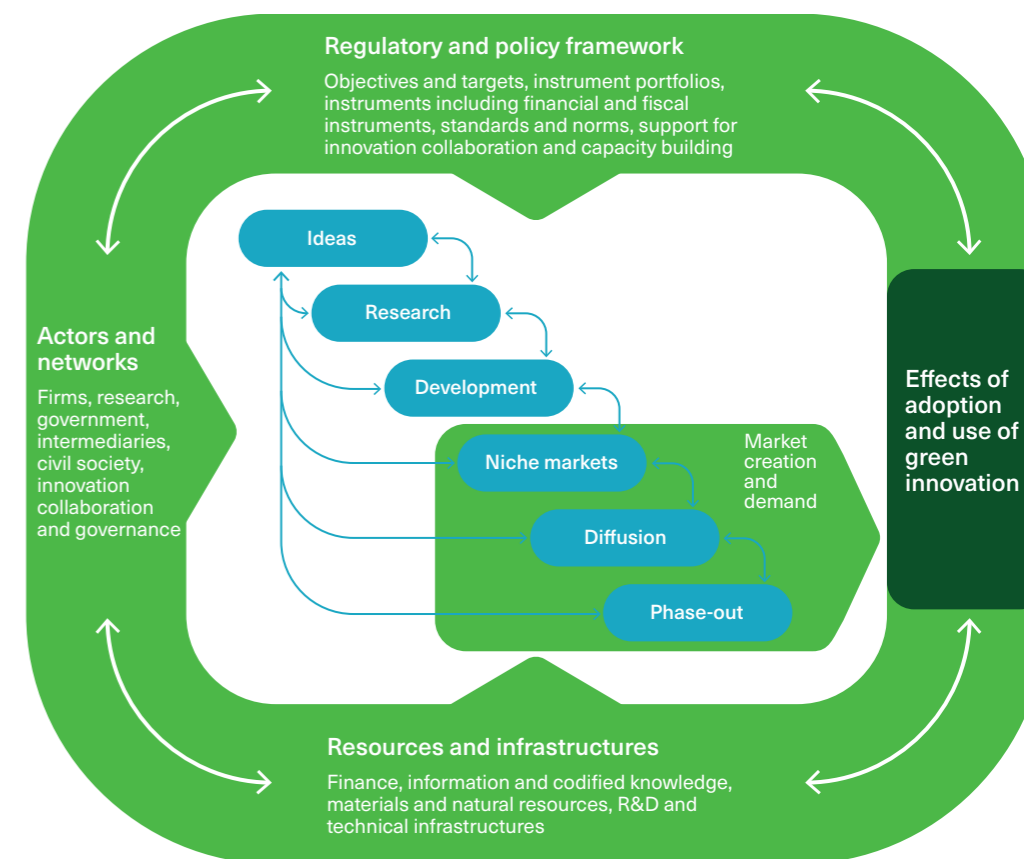 Regulatory and policy framework
Objectives and targets, instrument portfolios,
instruments including financial and fiscal
instruments, standards and norms, support for
innovation collaboration and capacity building
Ideas
Research
Development
Niche markets
Diffusion
Phase-out
Market
creation
and
demand
Actors and
networks
Firms, research,
government,
intermediaries,
civil society,
innovation
collaboration
and governance
Effects of
adoption
and use of
green
innovation
Resources and infrastructures
Finance, information and codified knowledge,
materials and natural resources, R&D and
technical infrastructures